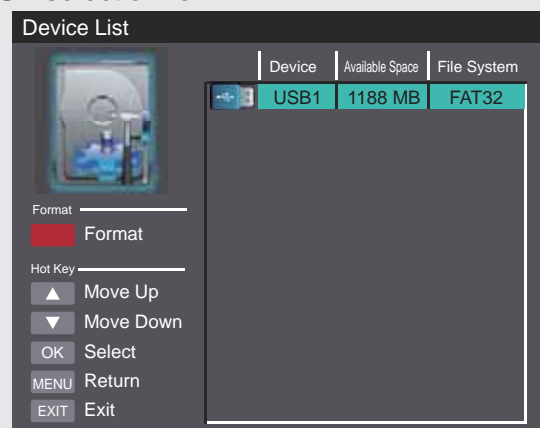 Device List
Device Available Space File System
USB1 1188 MB FAT32
Format
Format
Hot Key
Move Up
Move Down
OK Select
MENU Return
EXIT Exit